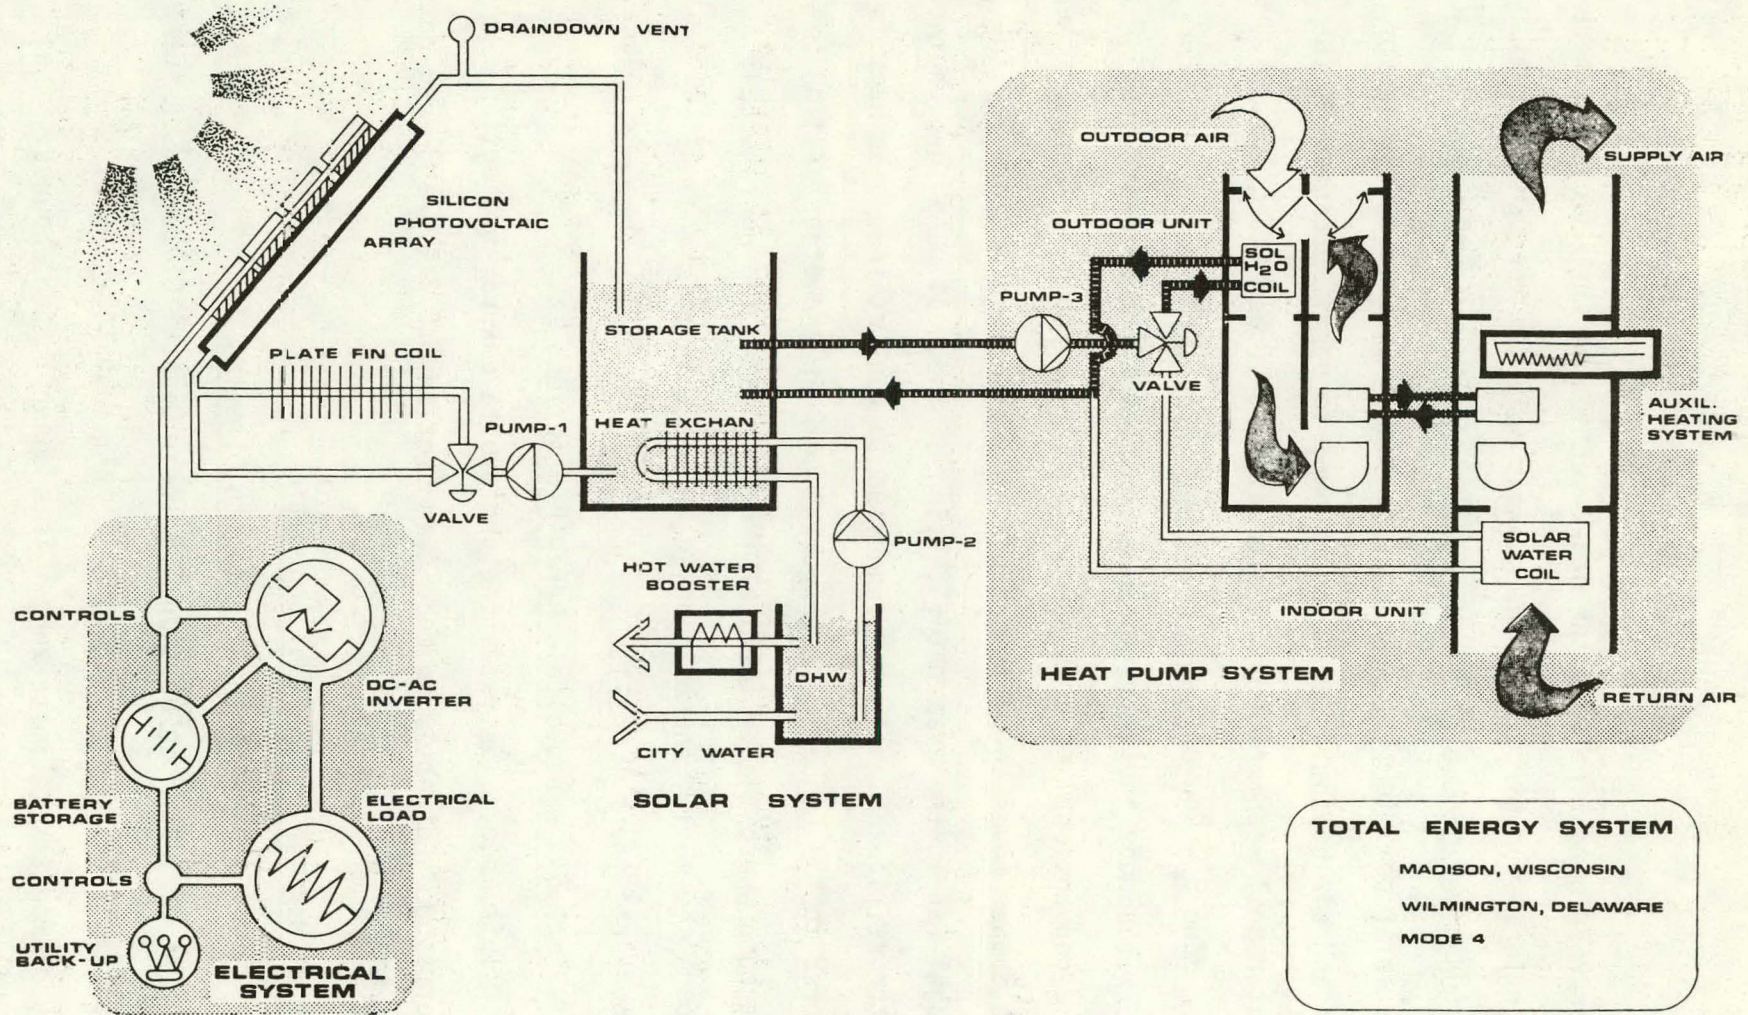 DRAINDOWN VENT
SILICON
PHOTOVOLTAIC
ARRAY
PLATE FIN COIL
PUMP-1
VALVE
STORAGE TANK
HEAT EXCHAN
PUMP-2
HOT WATER
BOOSTER
DHW
CITY WATER
SOLAR SYSTEM
CONTROLS
DC-AC
INVERTER
BATTERY
STORAGE
ELECTRICAL
LOAD
CONTROLS
UTILITY
BACK-UP
ELECTRICAL
SYSTEM
OUTDOOR AIR
SUPPLY AIR
OUTDOOR UNIT
SOL
H2O
COIL
PUMP-3
VALVE
AUXIL.
HEATING
SYSTEM
SOLAR
WATER
COIL
INDOOR UNIT
HEAT PUMP SYSTEM
RETURN AIR
TOTAL ENERGY SYSTEM
MADISON, WISCONSIN
WILMINGTON, DELAWARE
MODE 4